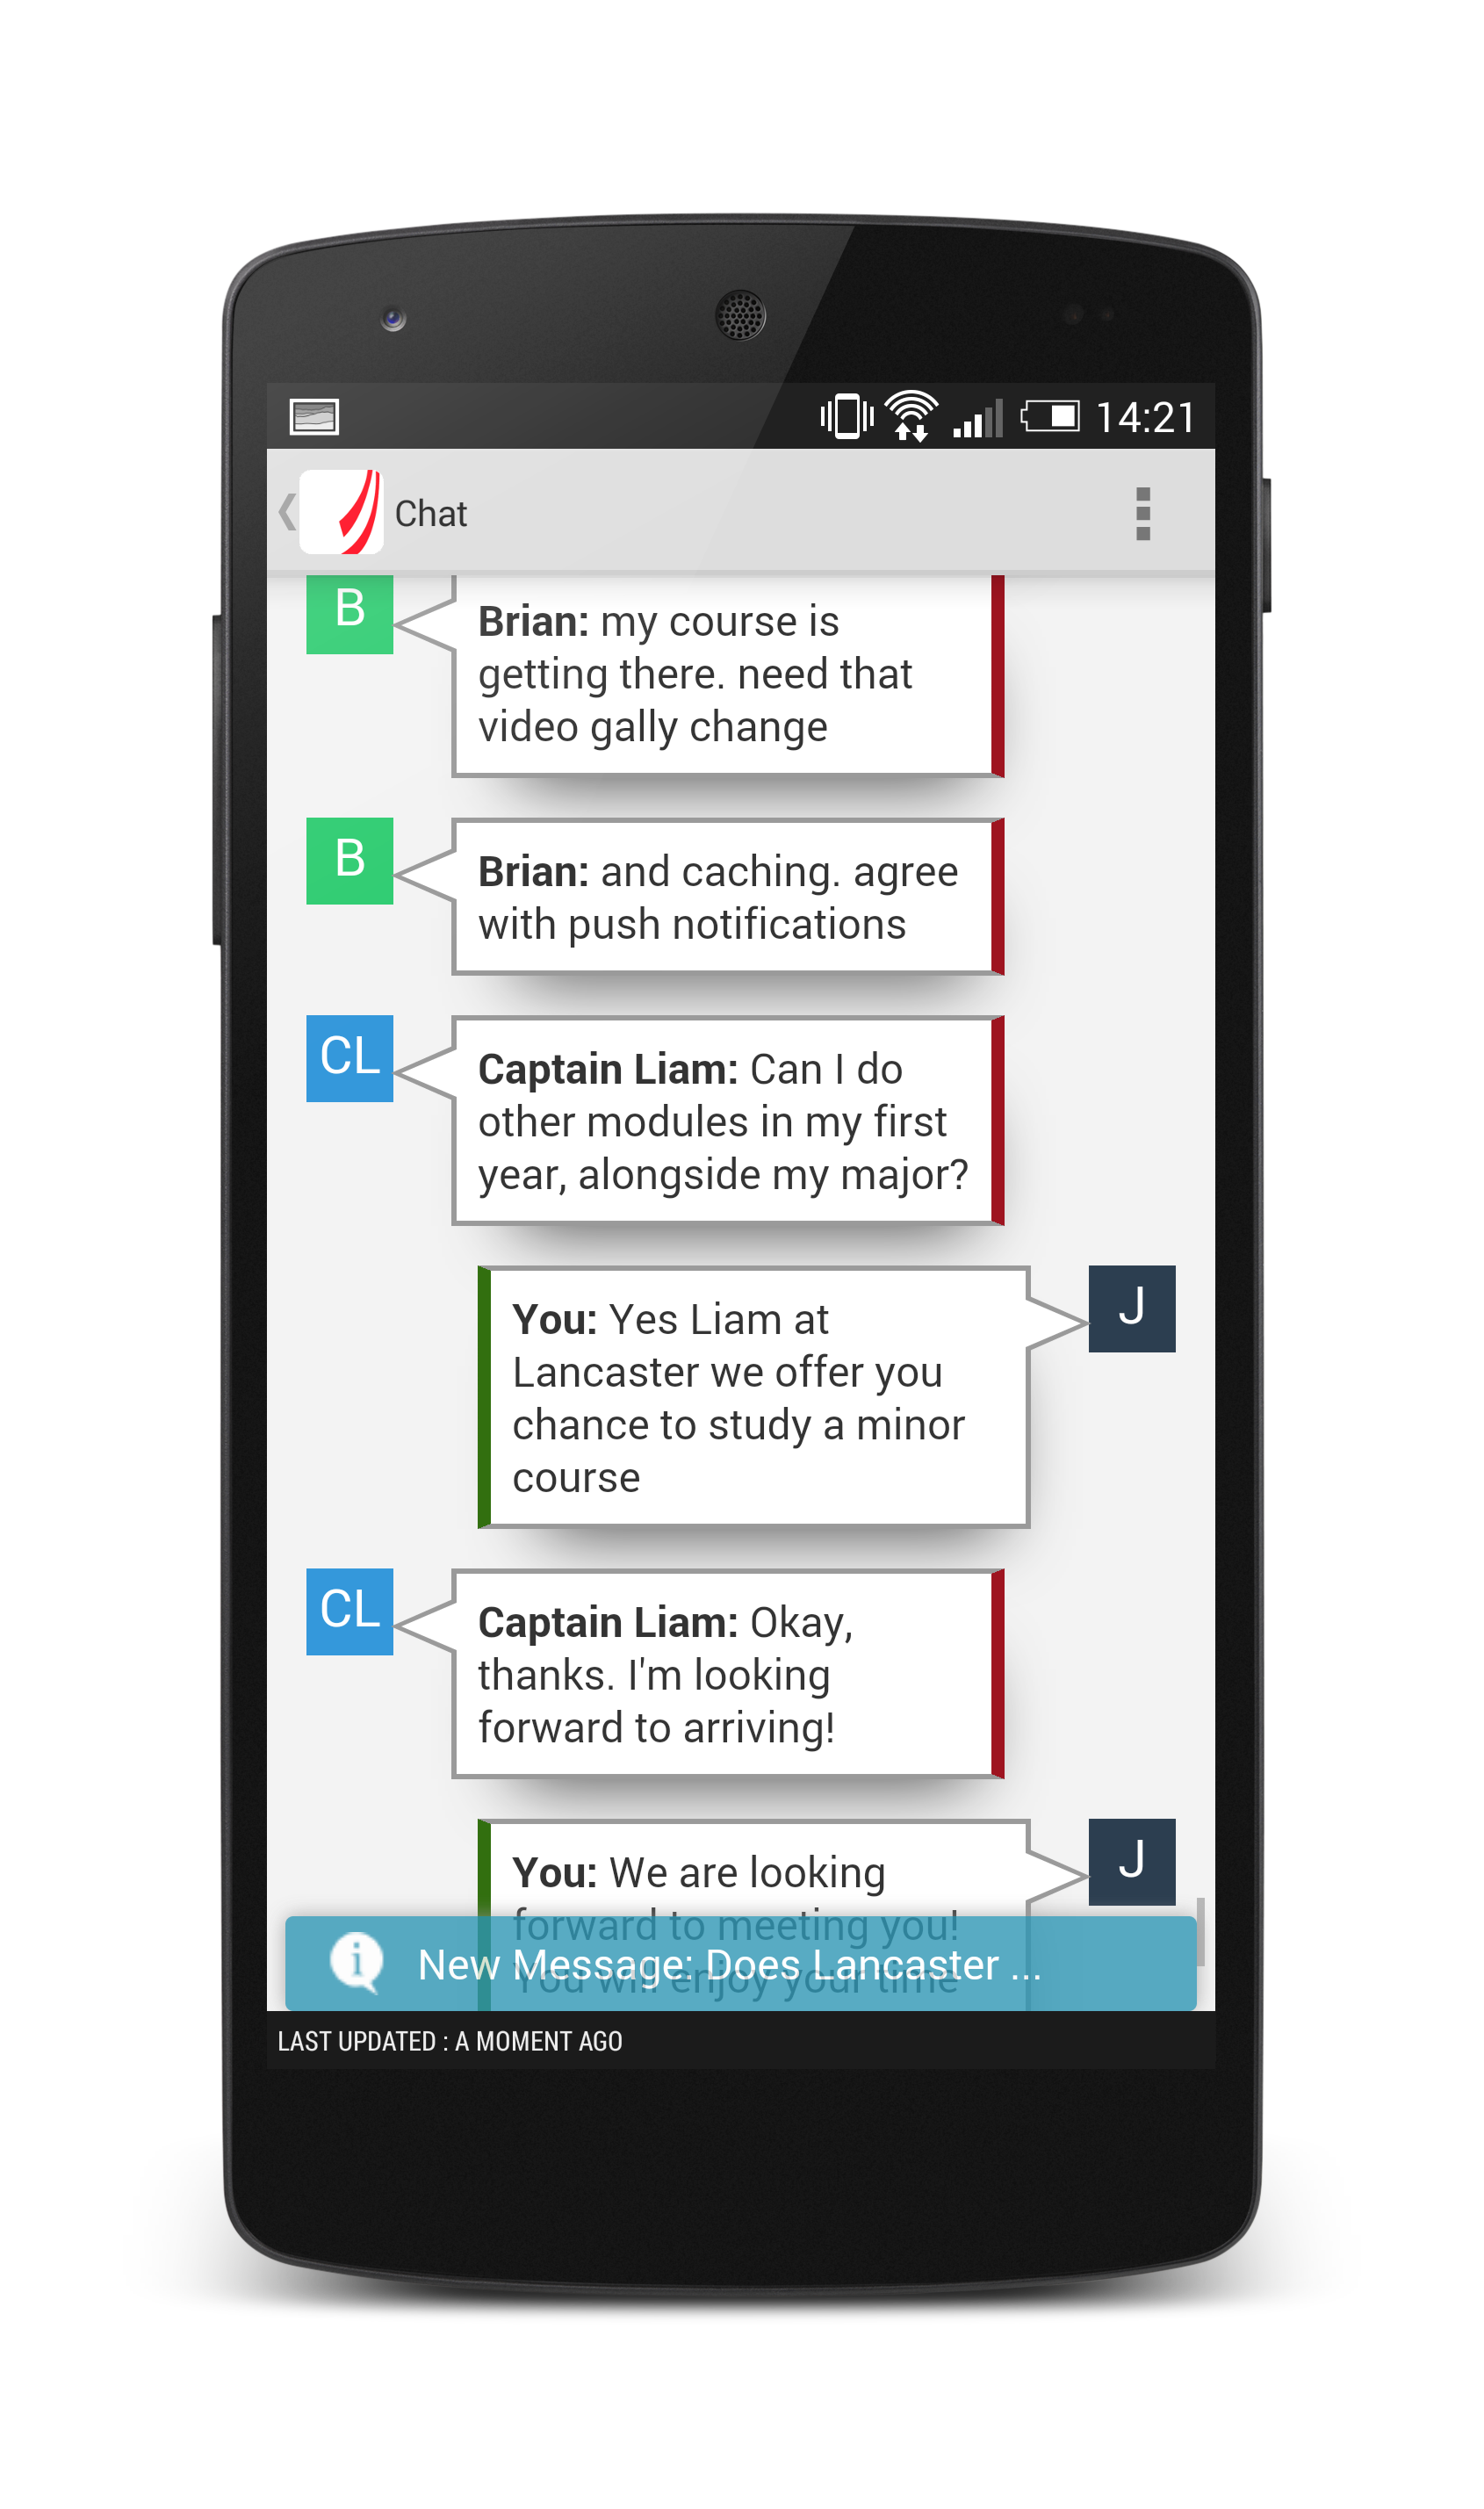 14:21
Chat
B
Brian: my course is
getting there. need that
video gally change
B
Brian: and caching. agree
with push notifications
CL
Captain Liam: Can I do
other modules in my first
year, alongside my major?
You: Yes Liam at
Lancaster we offer you
chance to study a minor
course
J
CL
Captain Liam: Okay,
thanks. I'm looking
forward to arriving!
You: We are looking
forward to meeting you!
You will enjoy your time
J
i
New Message: Does Lancaster ...
LAST UPDATED : A MOMENT AGO